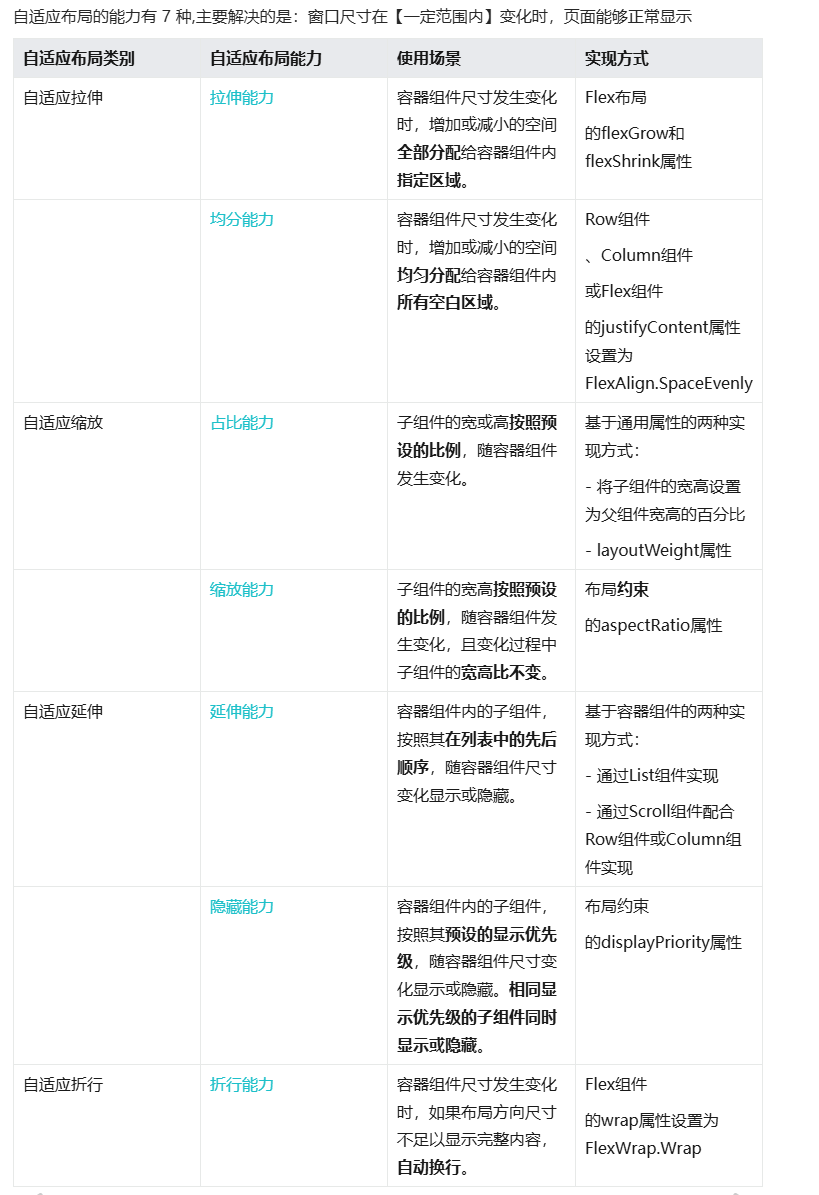 自适应布局的能力有 7 种,主要解决的是：窗口尺寸在【一定范围内】变化时，页面能够正常显示
自适应布局类别
自适应布局能力
使用场景
实现方式
自适应拉伸
拉伸能力
容器组件尺寸发生变化
时，增加或减小的空间
全部分配给容器组件内
指定区域。
Flex布局
的flexGrow和
flexShrink属性
均分能力
容器组件尺寸发生变化
时，增加或减小的空间
均匀分配给容器组件内
所有空白区域。
Row组件
、Column组件
或Flex组件
的justifyContent属性
设置为
FlexAlign.SpaceEvenly
自适应缩放
占比能力
子组件的宽或高按照预
设的比例，随容器组件
发生变化。
基于通用属性的两种实
现方式：
- 将子组件的宽高设置
为父组件宽高的百分比
- layoutWeight属性
缩放能力
子组件的宽高按照预设
的比例，随容器组件发
生变化，且变化过程中
子组件的宽高比不变。
布局约束
的aspectRatio属性
自适应延伸
延伸能力
容器组件内的子组件，
按照其在列表中的先后
顺序，随容器组件尺寸
变化显示或隐藏。
基于容器组件的两种实
现方式：
- 通过List组件实现
- 通过Scroll组件配合
Row组件或Column组
件实现
隐藏能力
容器组件内的子组件，
按照其预设的显示优先
级，随容器组件尺寸变
化显示或隐藏。相同显
示优先级的子组件同时
显示或隐藏。
布局约束
的displayPriority属性
自适应折行
折行能力
容器组件尺寸发生变化
时，如果布局方向尺寸
不足以显示完整内容，
自动换行。
Flex组件
的wrap属性设置为
FlexWrap.Wrap